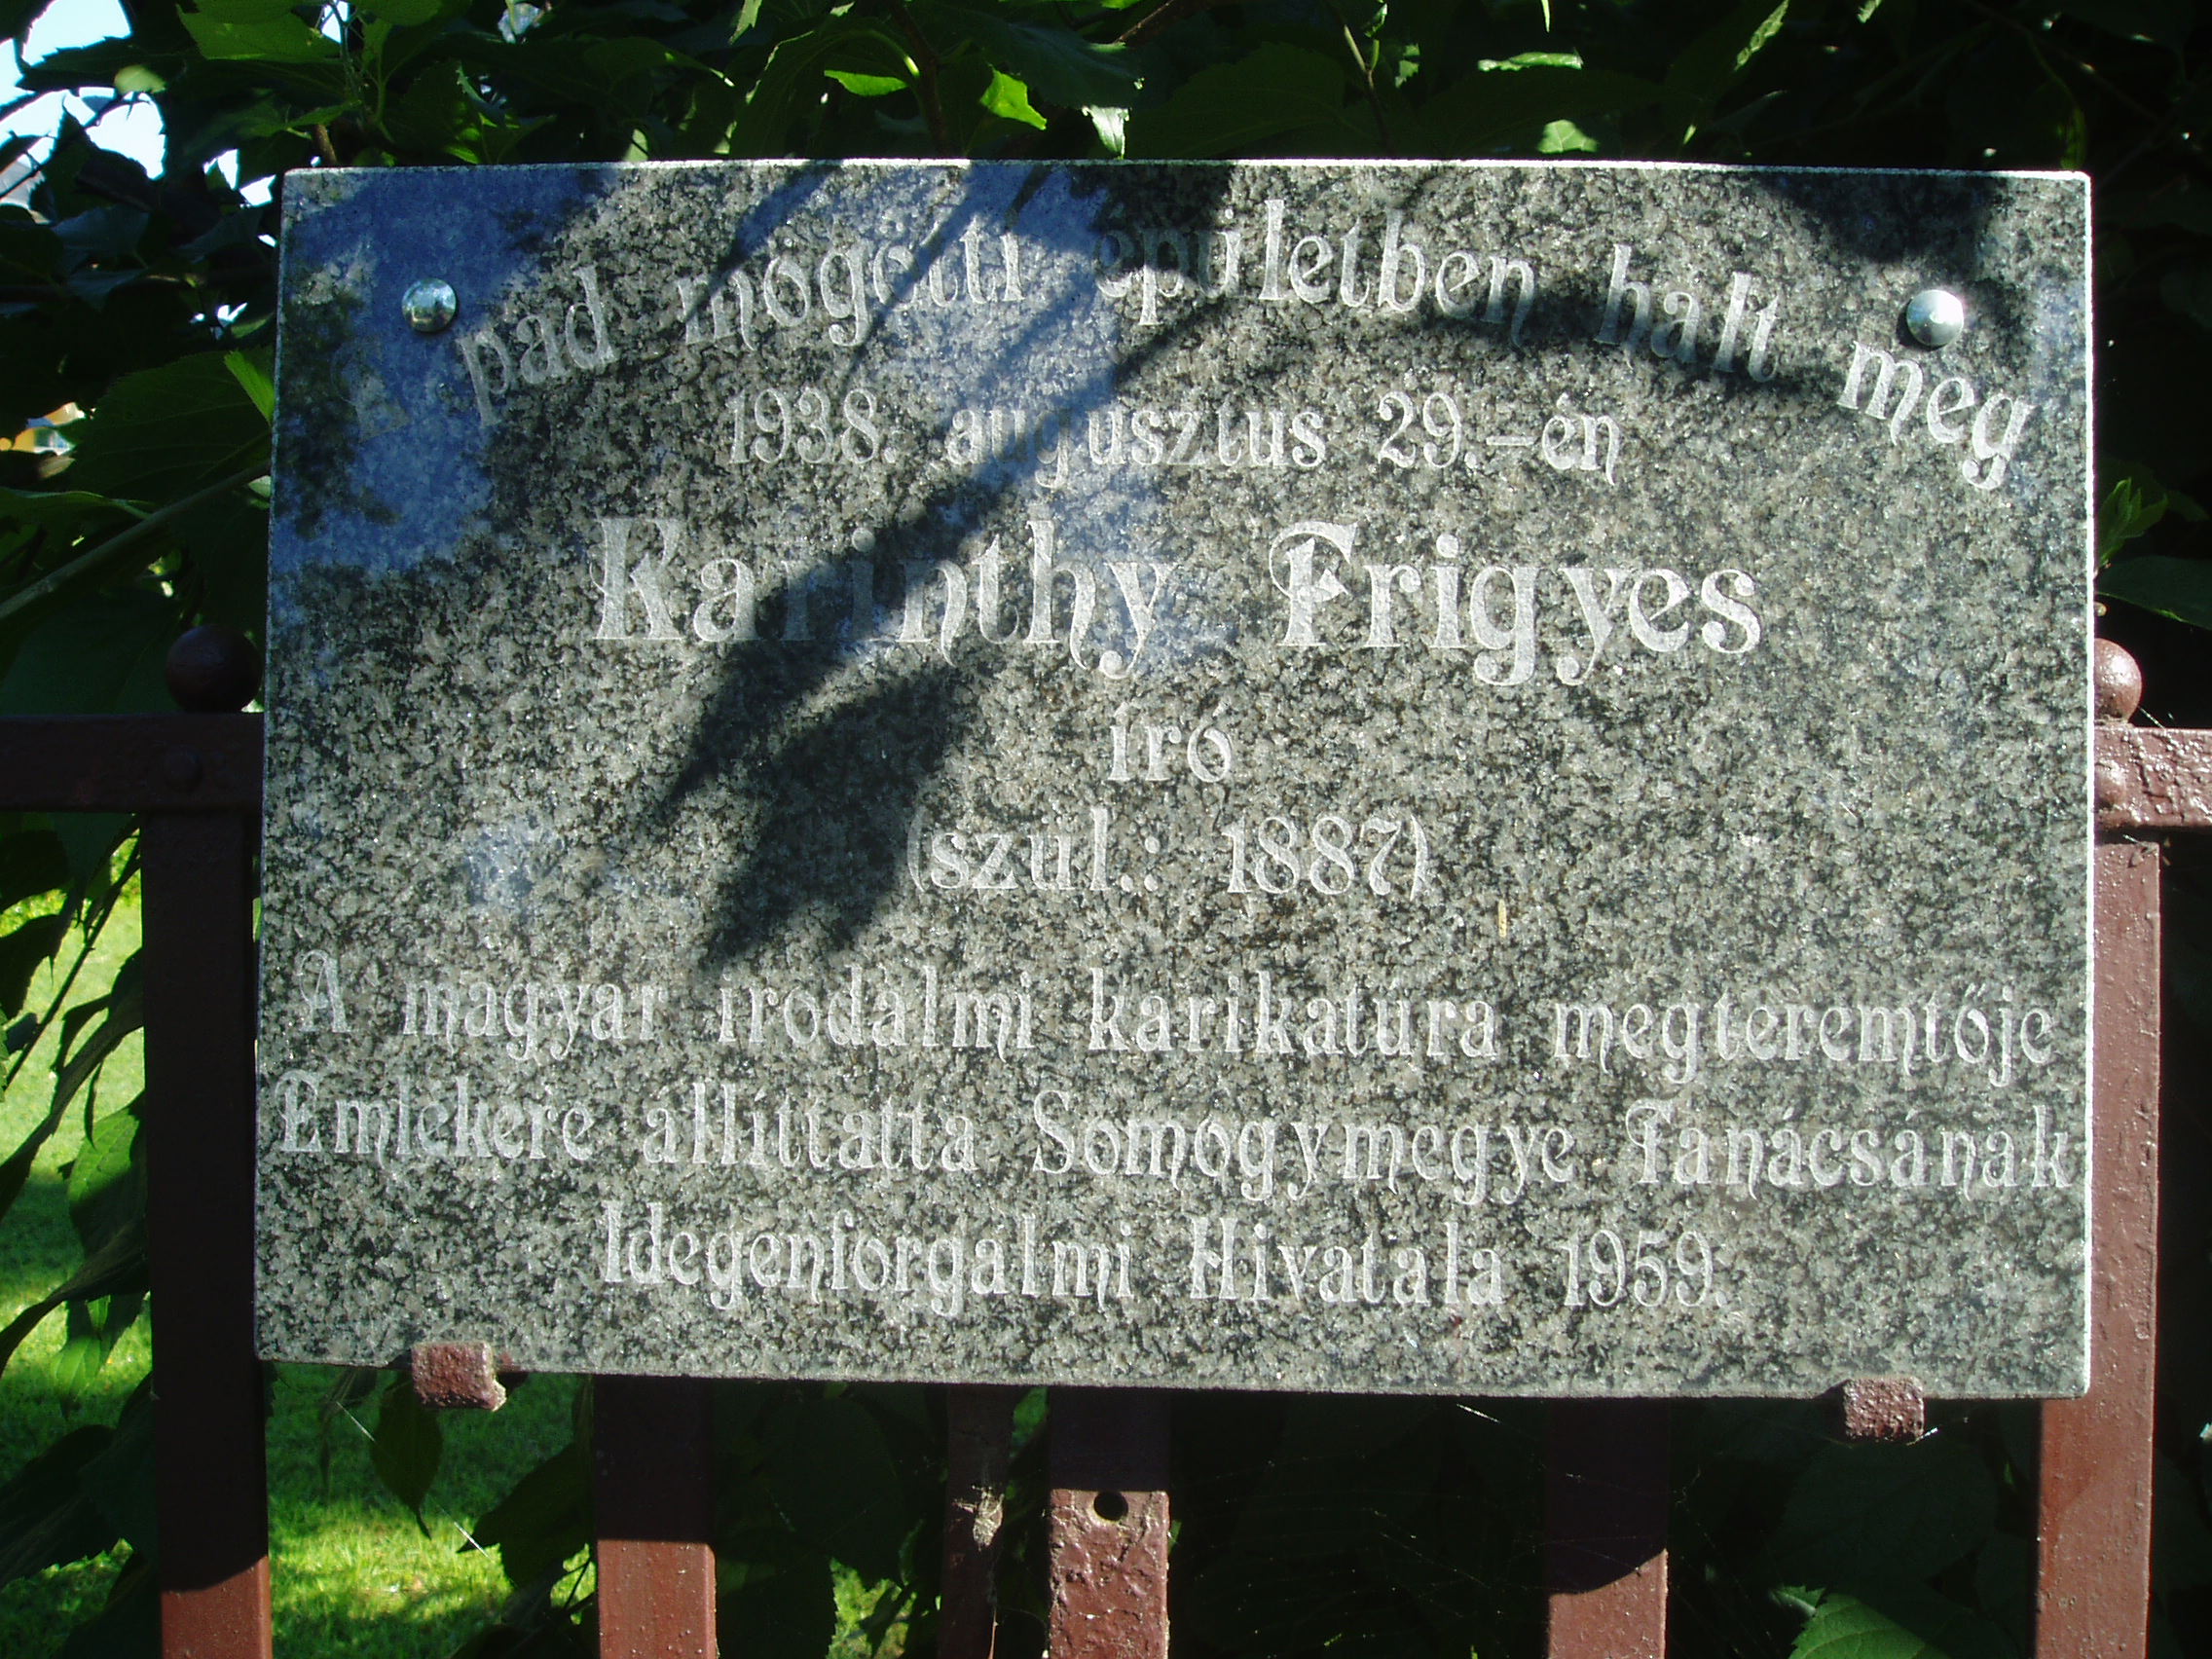 A pad mögötti épületben halt meg
1938. augusztus 29.-én
Karinthy Frigyes
író
(szül.: 1887)
A magyar irodalmi karikatúra megteremtője
Emlékére állíttatta Somogymegye Tanácsának
Idegenforgalmi Hivatala 1959.